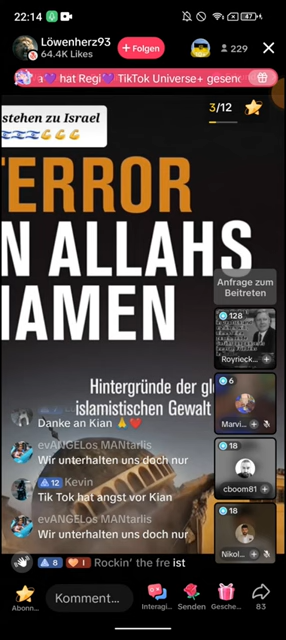 22:14
47
Löwenherz93
64.4K Likes
+ Folgen
229
hat Regi💜 TikTok Universe+ gesend
stehen zu Israel
3/12
TERROR
N ALLAHS
NAMEN
Anfrage zum
Beitreten
128
Royrieck...
Hintergründe der gl
islamistischen Gewalt
6
Marvi...
Danke an Kian 🙏❤️
evANGELos MANtarlis
Wir unterhalten uns doch nur
18
cboom81
12 Kevin
Tik Tok hat angst vor Kian
evANGELos MANtarlis
Wir unterhalten uns doch nur
18
Nikol...
8 1 Rockin' the fre ist
Abonn...
Komment...
Interagi...
Senden
Gesche...
83